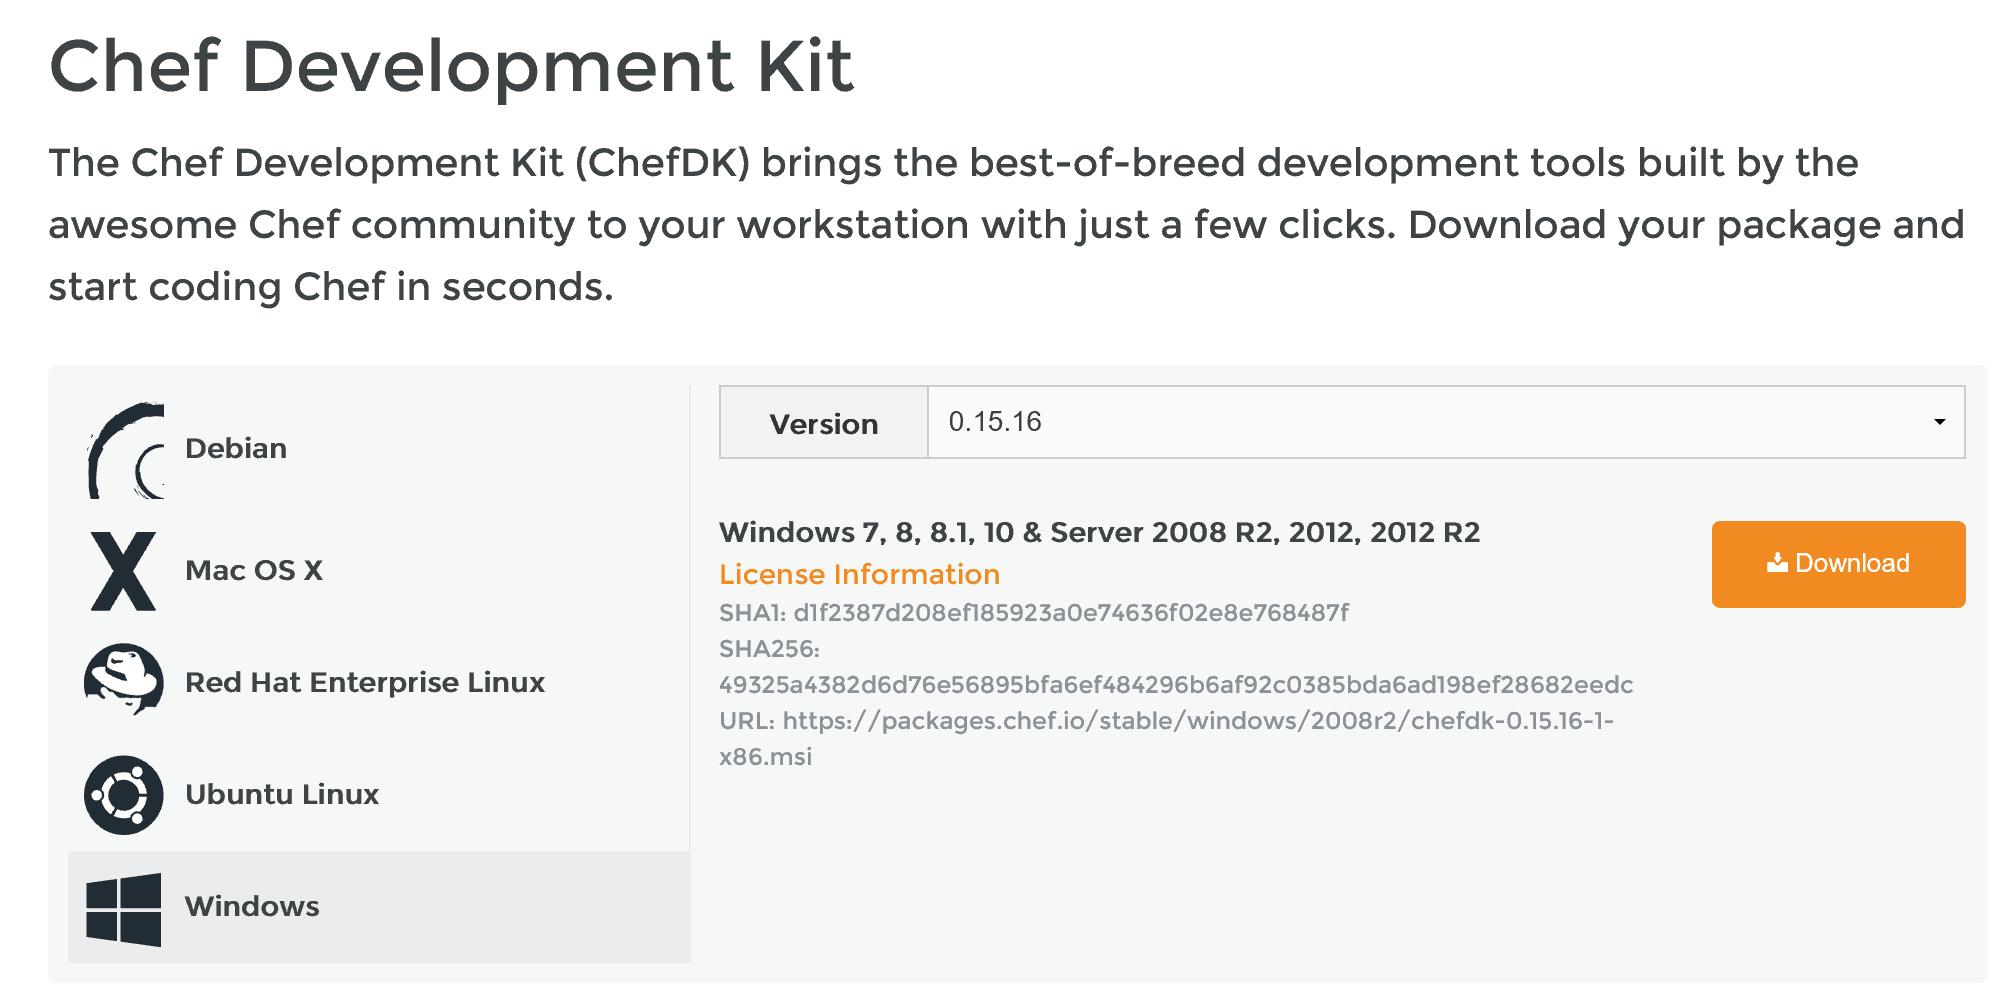 Chef Development Kit
The Chef Development Kit (ChefDK) brings the best-of-breed development tools built by the
awesome Chef community to your workstation with just a few clicks. Download your package and
start coding Chef in seconds.
Debian
Mac OS X
Red Hat Enterprise Linux
Ubuntu Linux
Windows
Version
0.15.16
Windows 7, 8, 8.1, 10 & Server 2008 R2, 2012, 2012 R2
Download
License Information
SHA1: d1f2387d208ef185923a0e74636f02e8e768487f
SHA256:
49325a4382d6d76e56895bfa6ef484296b6af92c0385bda6ad198ef28682eedc
URL: https://packages.chef.io/stable/windows/2008r2/chefdk-0.15.16-1-
x86.msi